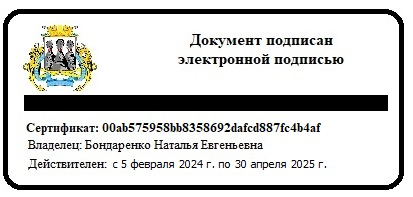 Документ подписан
электронной подписью
Сертификат: 00ab575958bb8358692dafcd887fc4b4af
Владелец: Бондаренко Наталья Евгеньевна
Действителен: с 5 февраля 2024 г. по 30 апреля 2025 г.